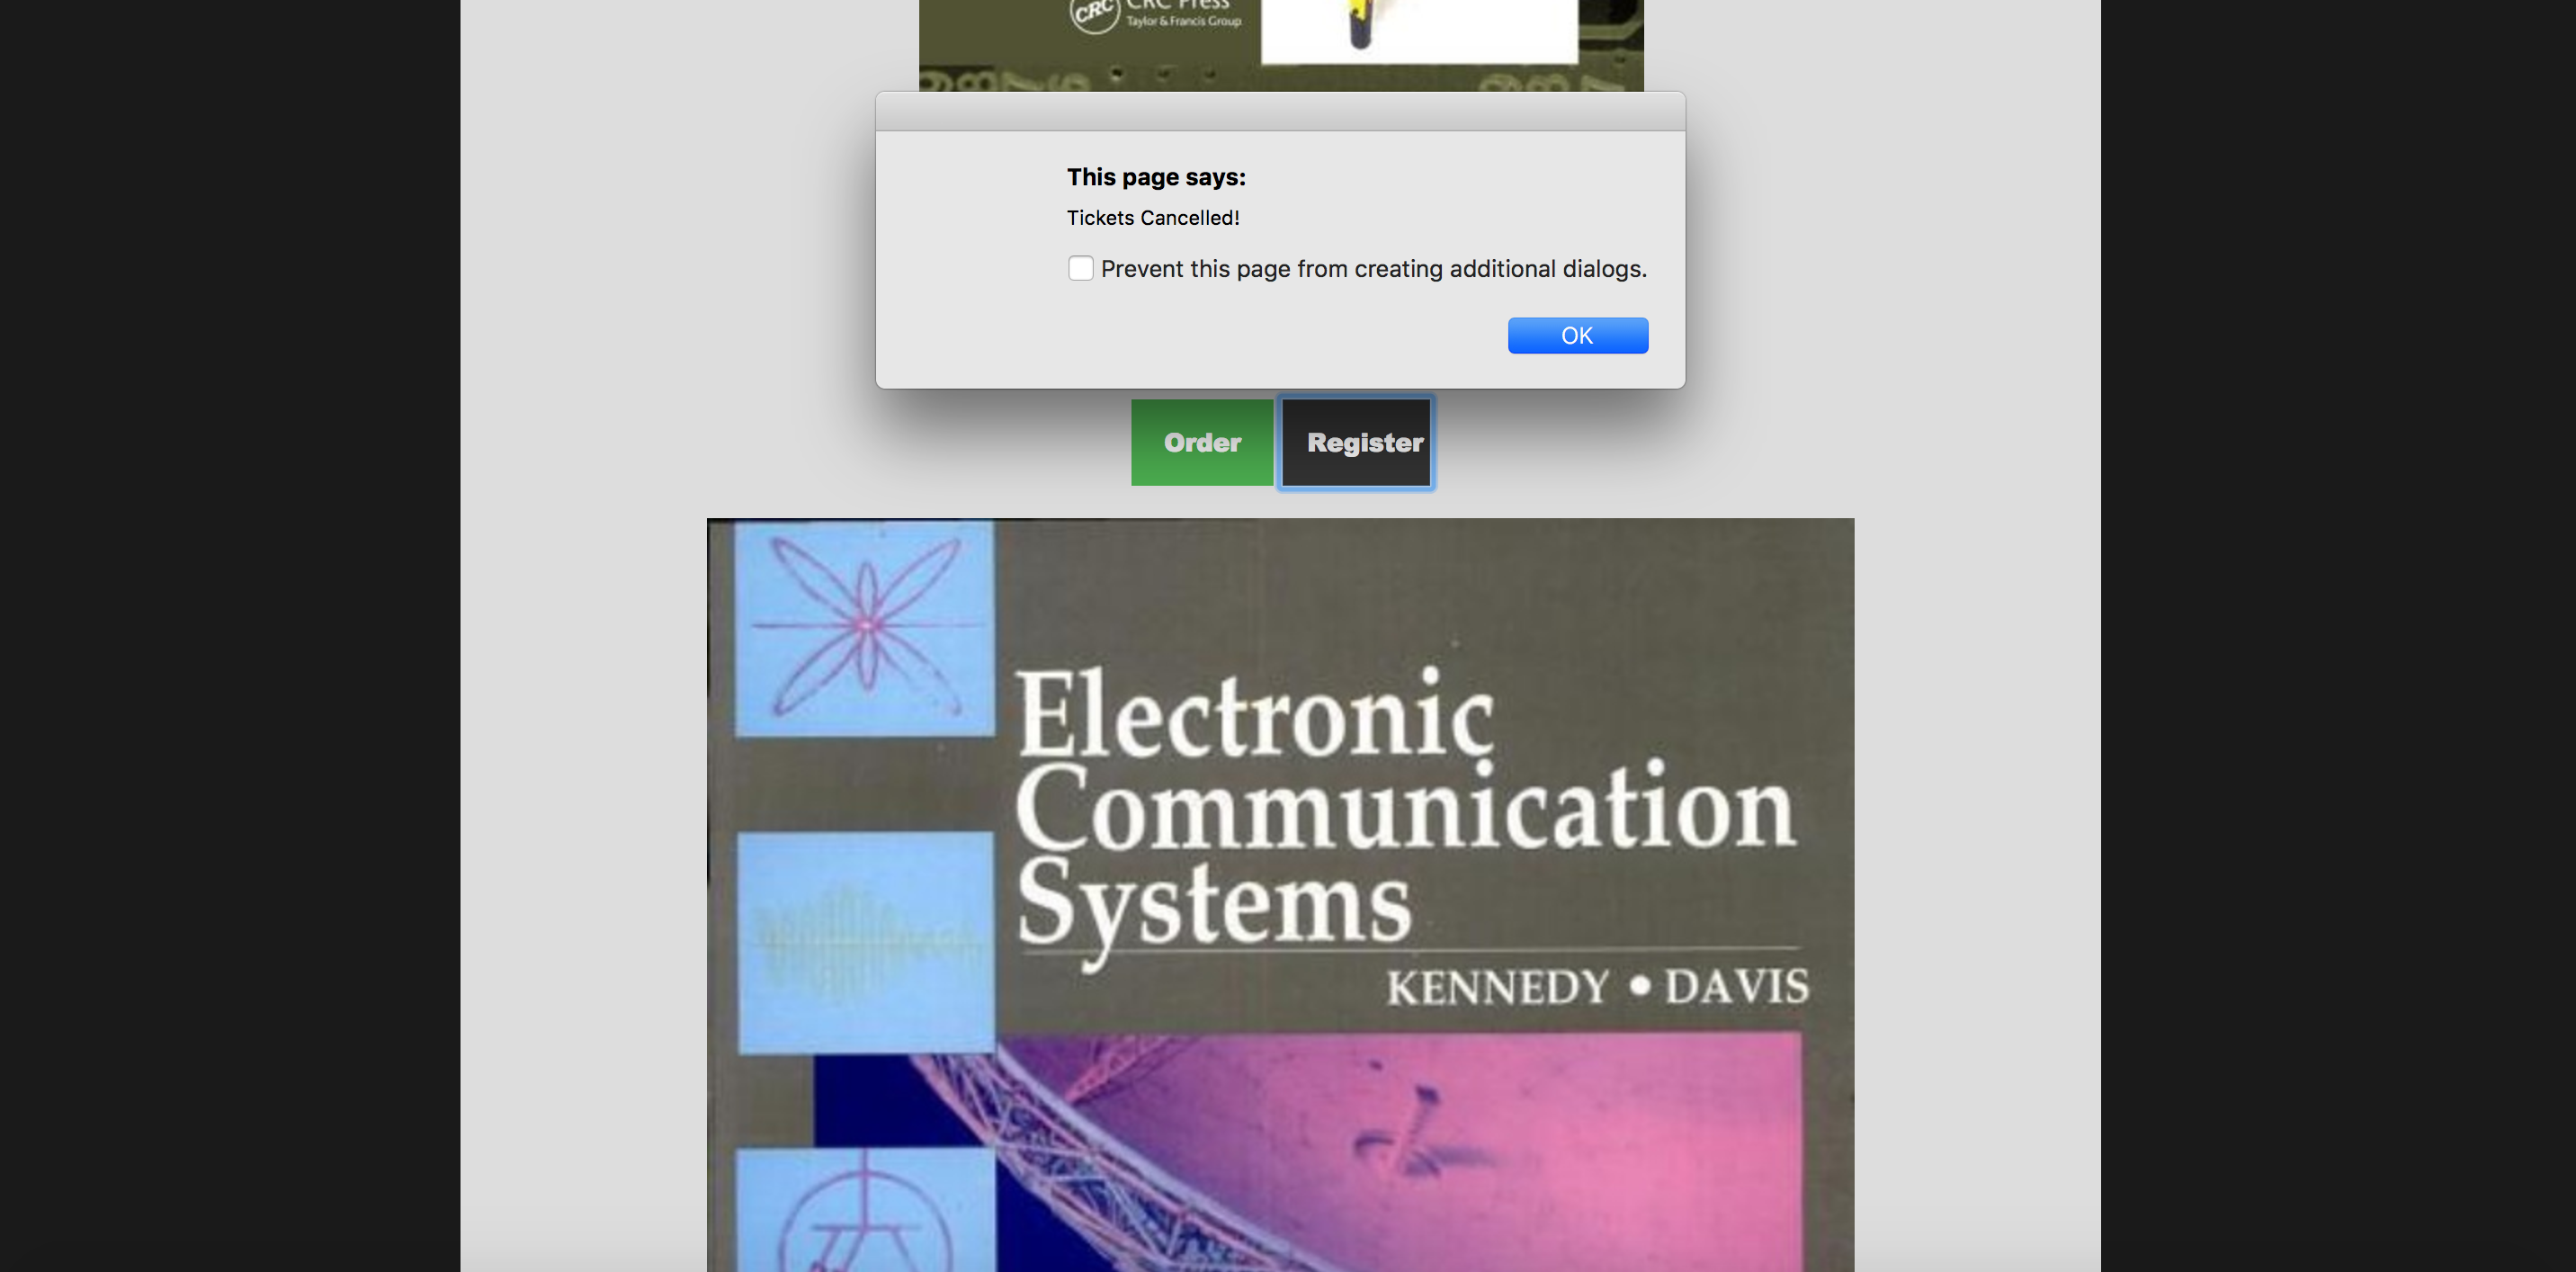 CRC
CRC Press
Taylor & Francis Group
This page says:
Tickets Cancelled!
Prevent this page from creating additional dialogs.
OK
Order
Register
Electronic
Communication
Systems
KENNEDY • DAVIS